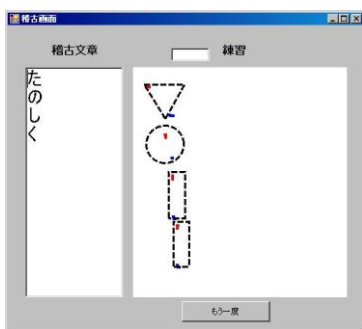 稽古画面
稽古文章
練習
たのしく
もう一度